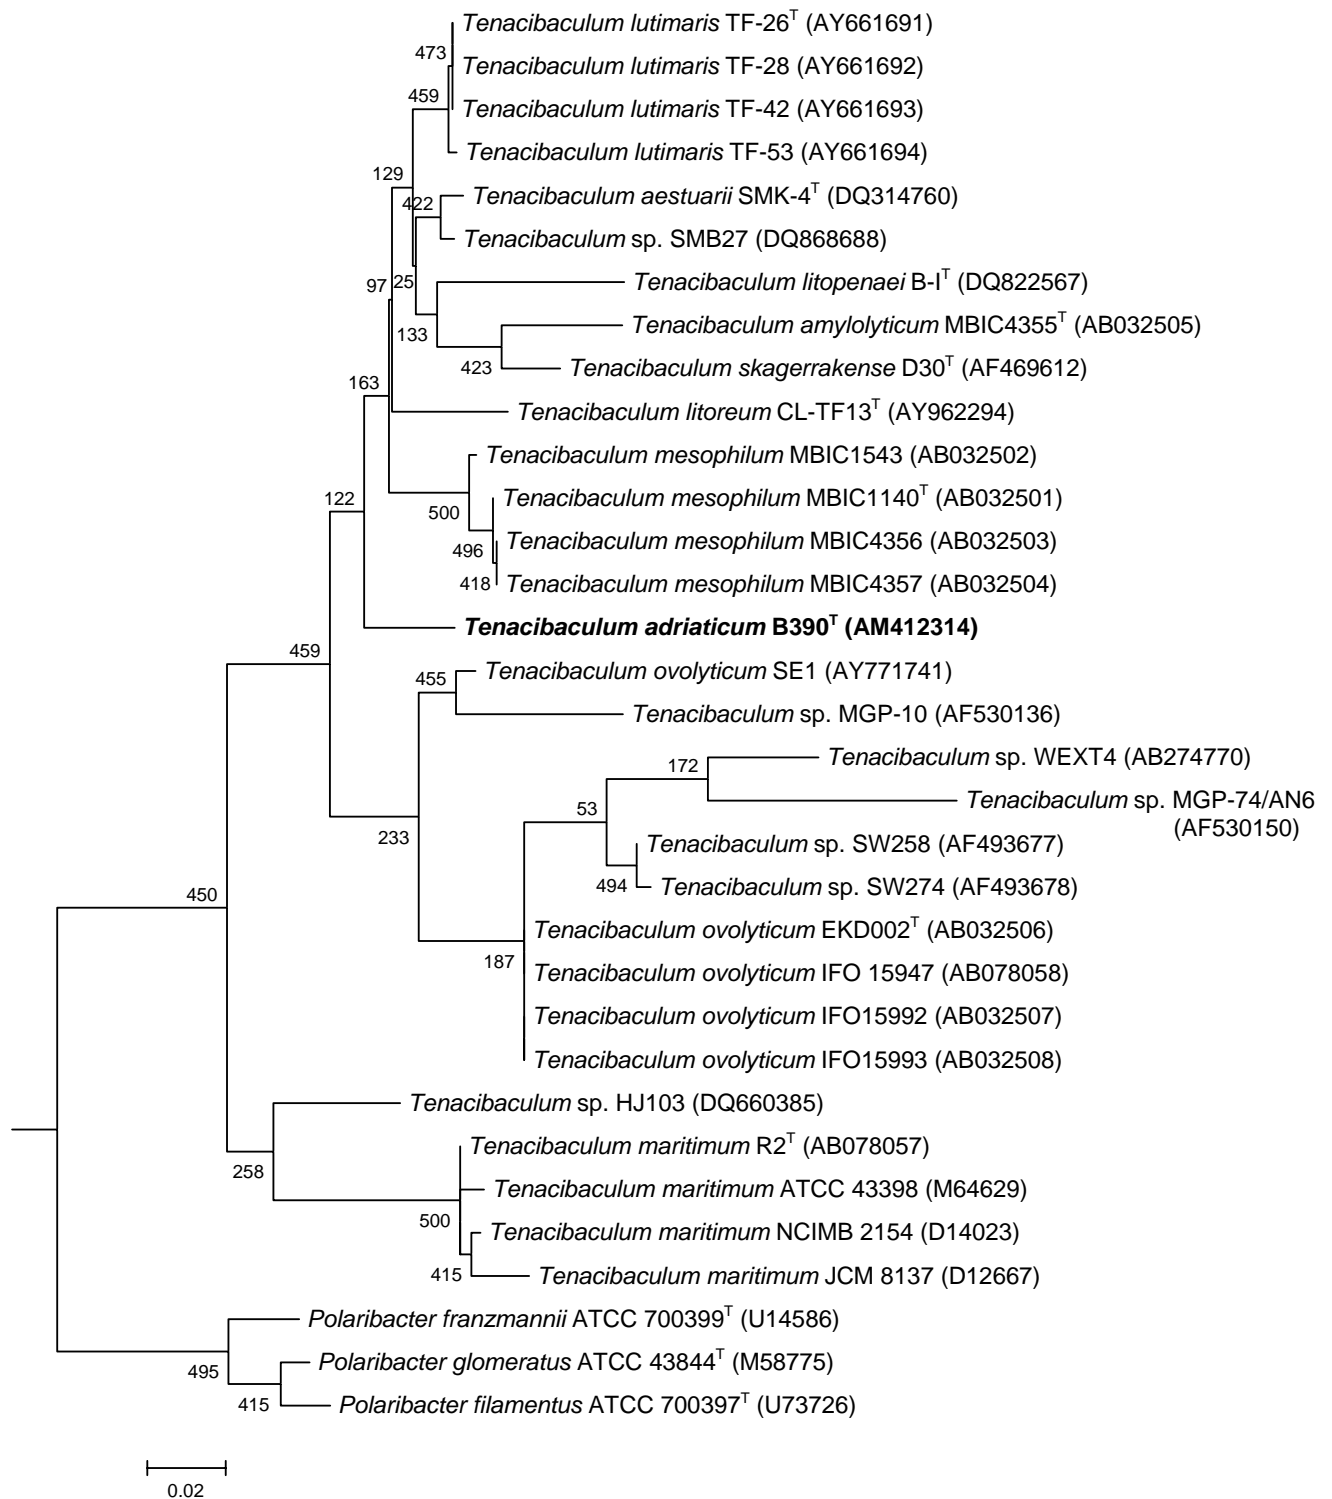 Tenacibaculum lutimaris TF-26T (AY661691)
473
Tenacibaculum lutimaris TF-28 (AY661692)
459
Tenacibaculum lutimaris TF-42 (AY661693)
Tenacibaculum lutimaris TF-53 (AY661694)
129
422
Tenacibaculum aestuarii SMK-4T (DQ314760)
Tenacibaculum sp. SMB27 (DQ868688)
97
25
Tenacibaculum litopenaei B-IT (DQ822567)
133
Tenacibaculum amylolyticum MBIC4355T (AB032505)
423
Tenacibaculum skagerrakense D30T (AF469612)
163
Tenacibaculum litoreum CL-TF13T (AY962294)
Tenacibaculum mesophilum MBIC1543 (AB032502)
122
500
Tenacibaculum mesophilum MBIC1140T (AB032501)
496
Tenacibaculum mesophilum MBIC4356 (AB032503)
418
Tenacibaculum mesophilum MBIC4357 (AB032504)
Tenacibaculum adriaticum B390T (AM412314)
459
455
Tenacibaculum ovolyticum SE1 (AY771741)
Tenacibaculum sp. MGP-10 (AF530136)
172
Tenacibaculum sp. WEXT4 (AB274770)
53
Tenacibaculum sp. MGP-74/AN6
(AF530150)
233
Tenacibaculum sp. SW258 (AF493677)
494
Tenacibaculum sp. SW274 (AF493678)
450
Tenacibaculum ovolyticum EKD002T (AB032506)
187
Tenacibaculum ovolyticum IFO 15947 (AB078058)
Tenacibaculum ovolyticum IFO15992 (AB032507)
Tenacibaculum ovolyticum IFO15993 (AB032508)
Tenacibaculum sp. HJ103 (DQ660385)
258
Tenacibaculum maritimum R2T (AB078057)
Tenacibaculum maritimum ATCC 43398 (M64629)
500
Tenacibaculum maritimum NCIMB 2154 (D14023)
415
Tenacibaculum maritimum JCM 8137 (D12667)
Polaribacter franzmannii ATCC 700399T (U14586)
495
Polaribacter glomeratus ATCC 43844T (M58775)
415
Polaribacter filamentus ATCC 700397T (U73726)
0.02